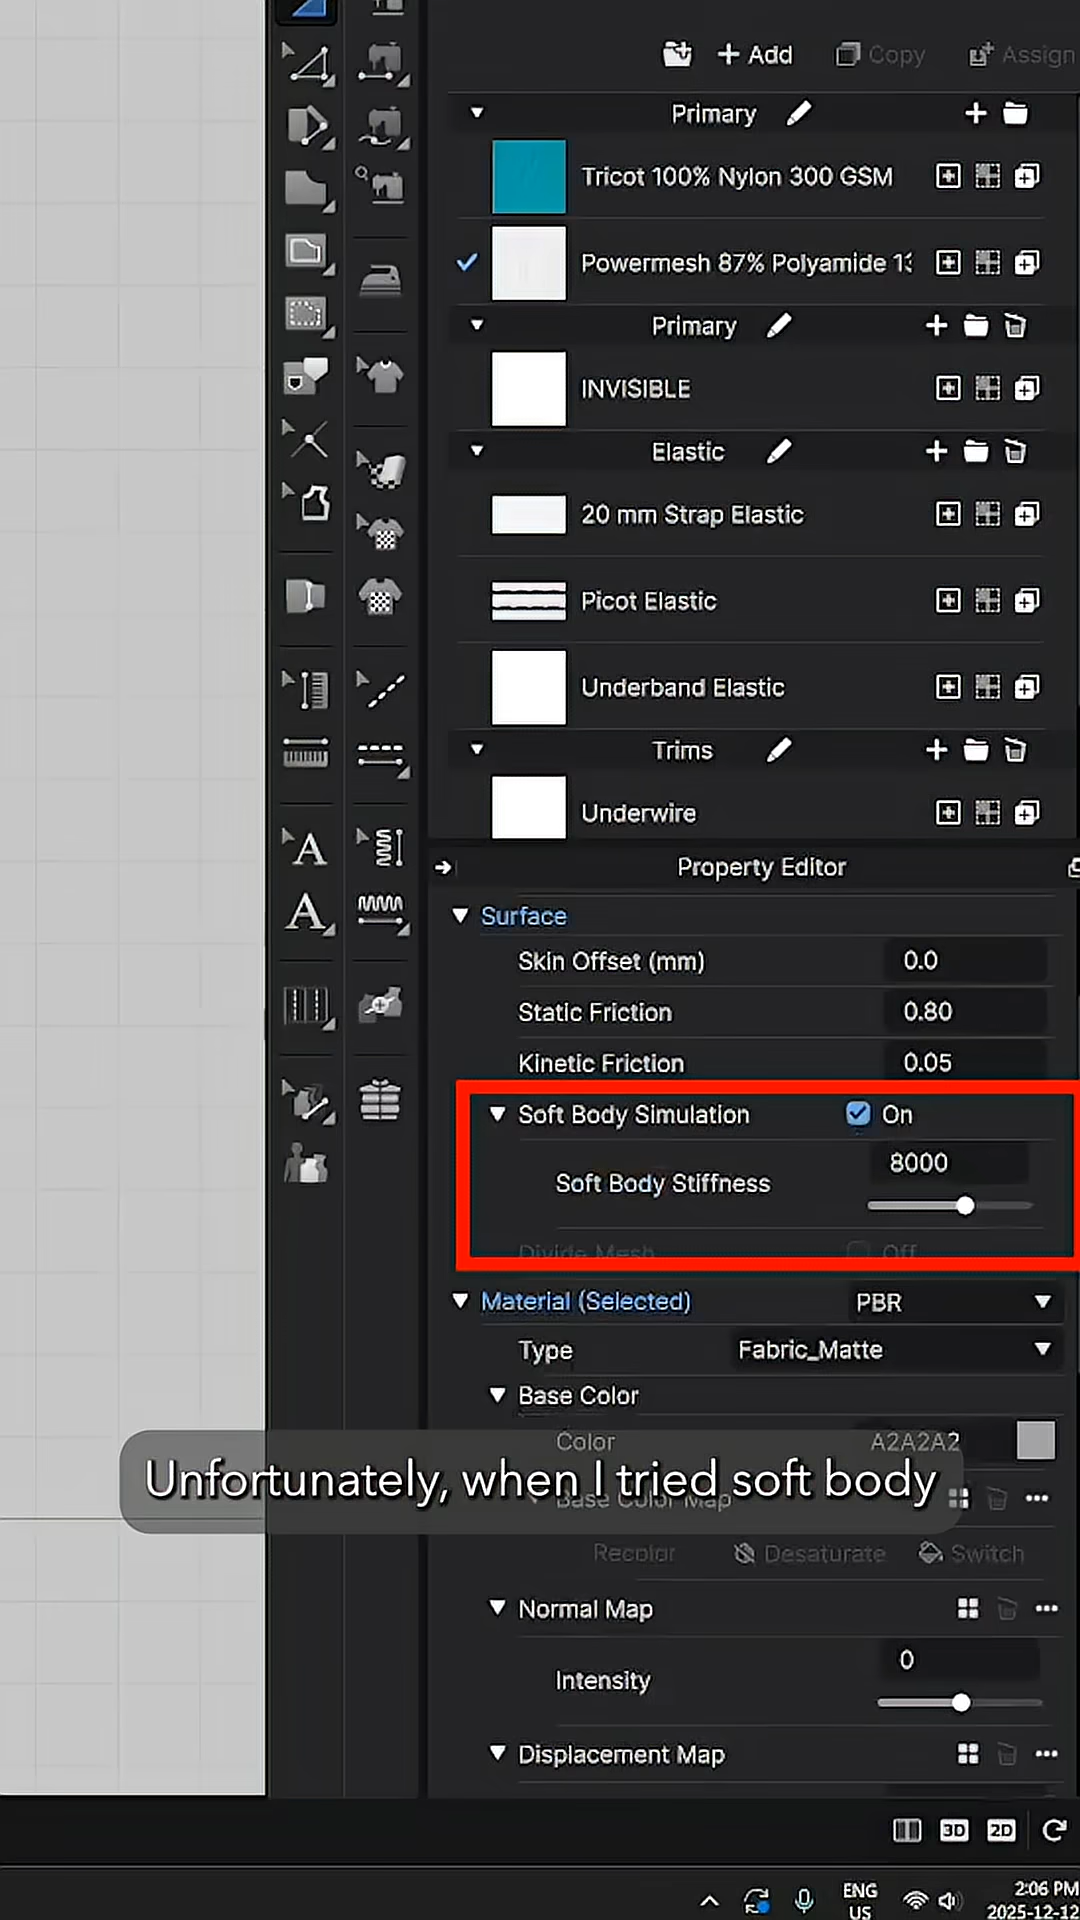 Add Copy Assign
Primary
Tricot 100% Nylon 300 GSM
Powermesh 87% Polyamide
Primary
INVISIBLE
Elastic
20 mm Strap Elastic
Picot Elastic
Underband Elastic
Trims
Underwire
Property Editor
Surface
Skin Offset (mm) 0.0
Static Friction 0.80
Kinetic Friction 0.05
Soft Body Simulation On
Soft Body Stiffness 8000
Divide Mesh Off
Material (Selected) PBR
Type Fabric_Matte
Base Color
Color A2A2A2
Unfortunately, when I tried soft body
Base Color Map
Recolor Desaturate Switch
Normal Map
Intensity 0
Displacement Map
3D 2D
ENG 2:06 PM
US 2025-12-12